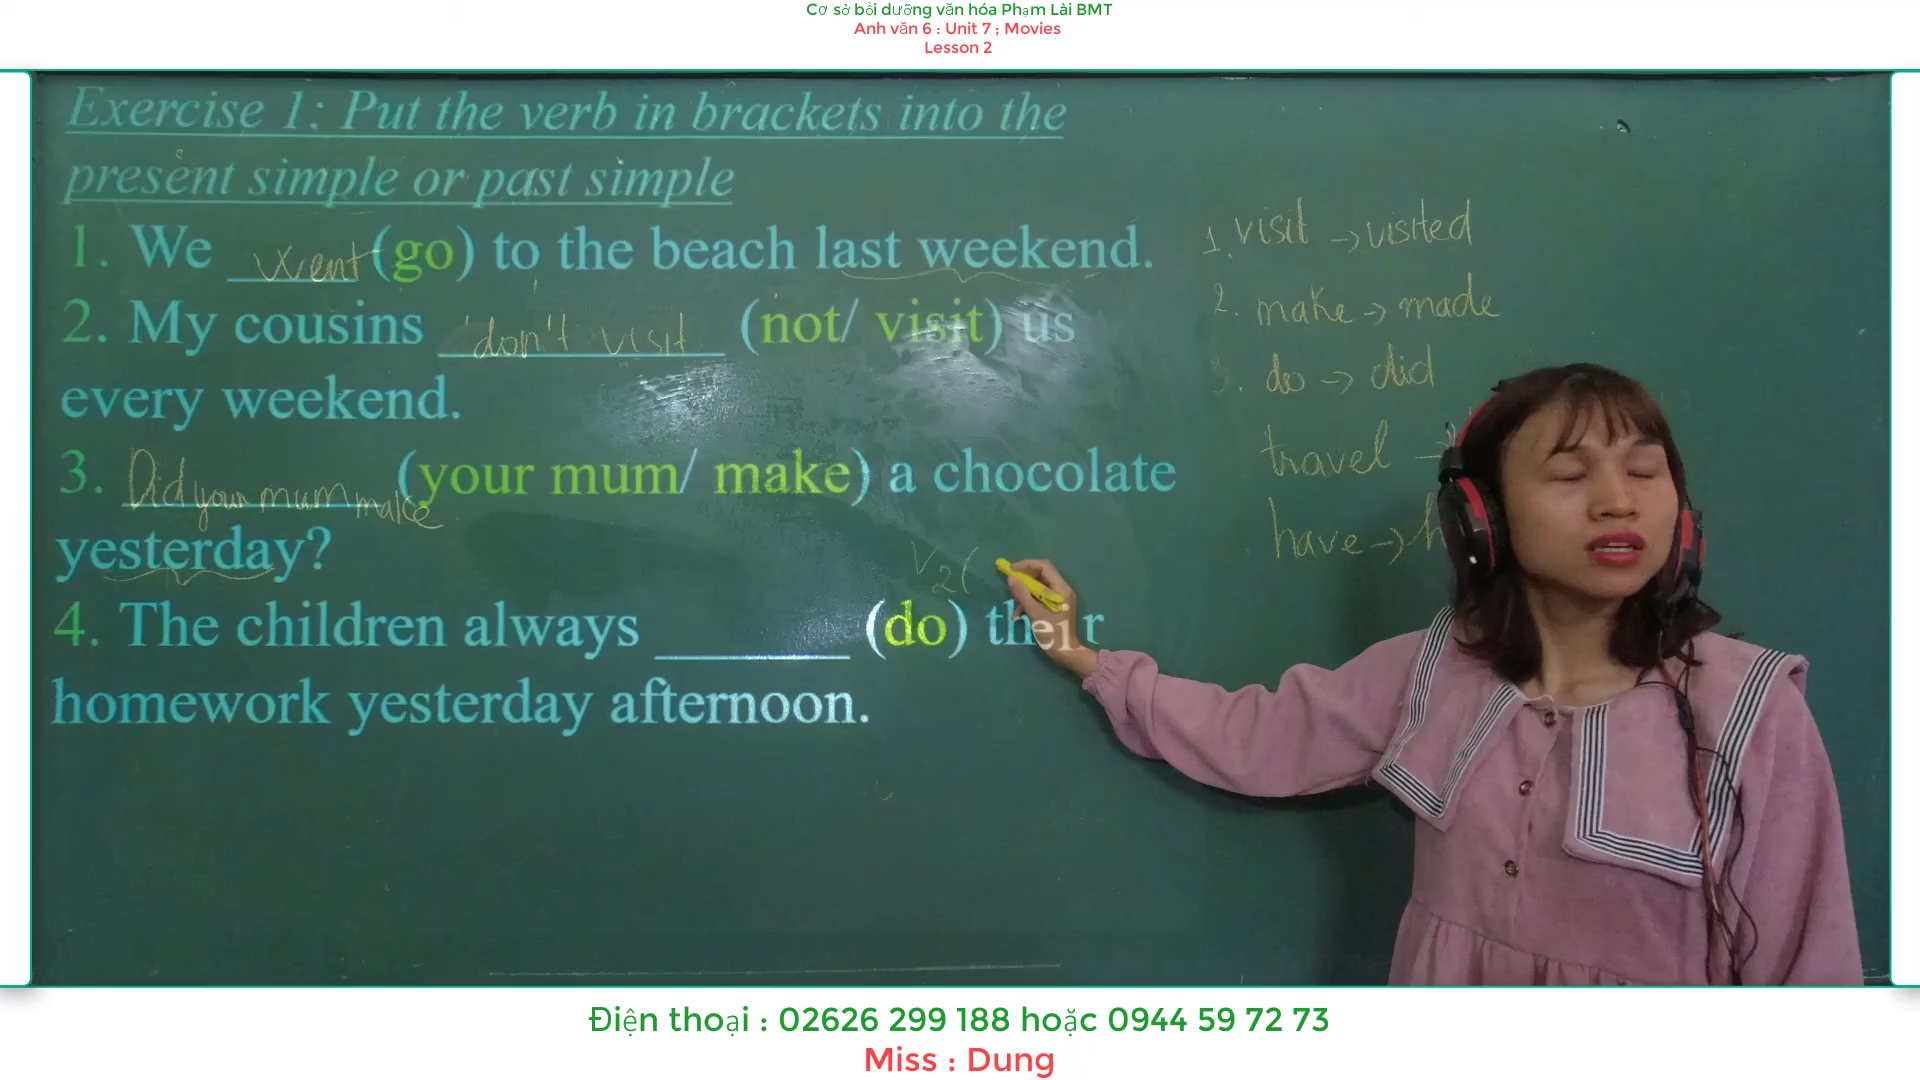 Cơ sở bồi dưỡng văn hóa Phạm Lài BMT
Anh văn 6 : Unit 7 ; Movies
Lesson 2
Exercise 1: Put the verb in brackets into the
present simple or past simple
1. We went (go) to the beach last weekend.
2. My cousins don't visit (not/ visit) us
every weekend.
3. Did your mum make (your mum/ make) a chocolate
yesterday?
V2(
4. The children always ________ (do) their
homework yesterday afternoon.
1. visit → visited
2. make → made
3. do → did
travel →
have → h
Điện thoại : 02626 299 188 hoặc 0944 59 72 73
Miss : Dung